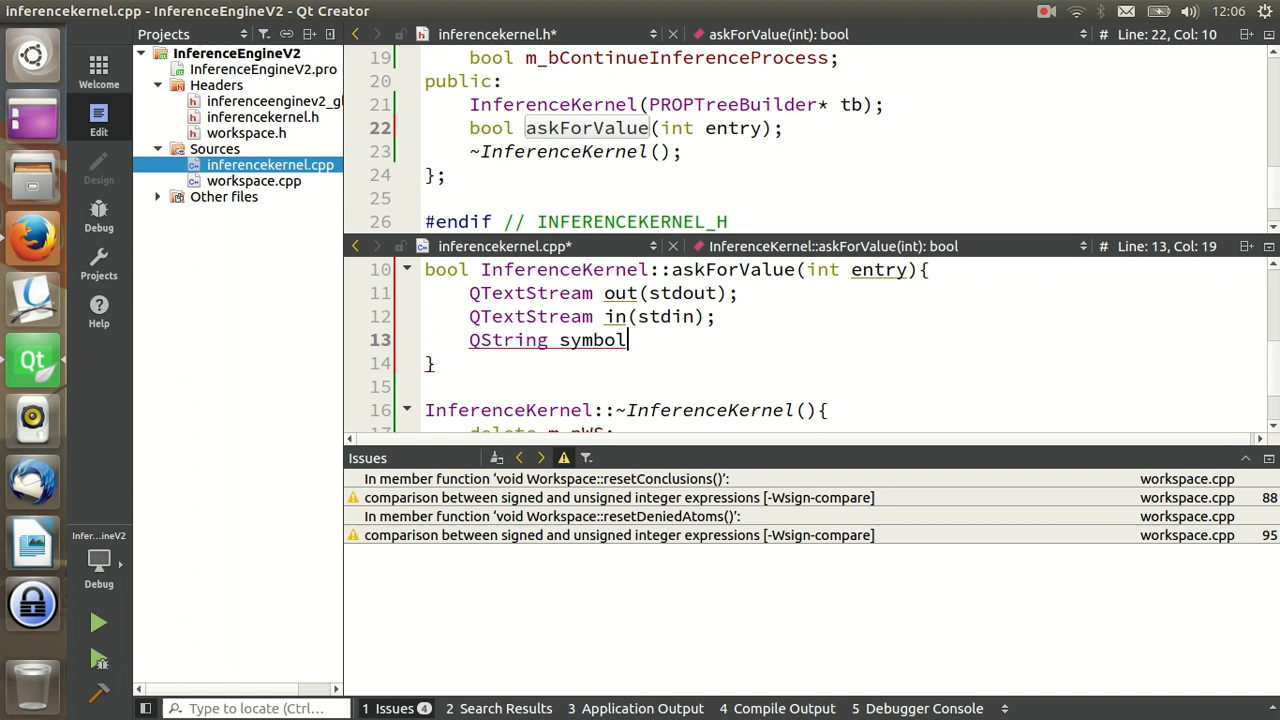 inferencekernel.cpp - InferenceEngineV2 - Qt Creator
12:06
Projects
inferencekernel.h*
askForValue(int): bool
# Line: 22, Col: 10
InferenceEngineV2
InferenceEngineV2.pro
Headers
inferenceenginev2_gl
inferencekernel.h
workspace.h
Sources
inferencekernel.cpp
workspace.cpp
Other files
Welcome
Edit
Design
Debug
Projects
Help
Qt
Infer...ineV2
Debug
19 bool m_bContinueInferenceProcess;
20 public:
21 InferenceKernel(PROPTreeBuilder* tb);
22 bool askForValue(int entry);
23 ~InferenceKernel();
24 };
25
26 #endif // INFERENCEKERNEL_H
inferencekernel.cpp*
InferenceKernel::askForValue(int): bool
# Line: 13, Col: 19
10 bool InferenceKernel::askForValue(int entry){
11 QTextStream out(stdout);
12 QTextStream in(stdin);
13 QString symbol
14 }
15
16 InferenceKernel::~InferenceKernel(){
17 delete m_pWS;
Issues
In member function ‘void Workspace::resetConclusions()’: workspace.cpp
comparison between signed and unsigned integer expressions [-Wsign-compare] workspace.cpp 88
In member function ‘void Workspace::resetDeniedAtoms()’: workspace.cpp
comparison between signed and unsigned integer expressions [-Wsign-compare] workspace.cpp 95
Type to locate (Ctrl...
1 Issues 4
2 Search Results
3 Application Output
4 Compile Output
5 Debugger Console